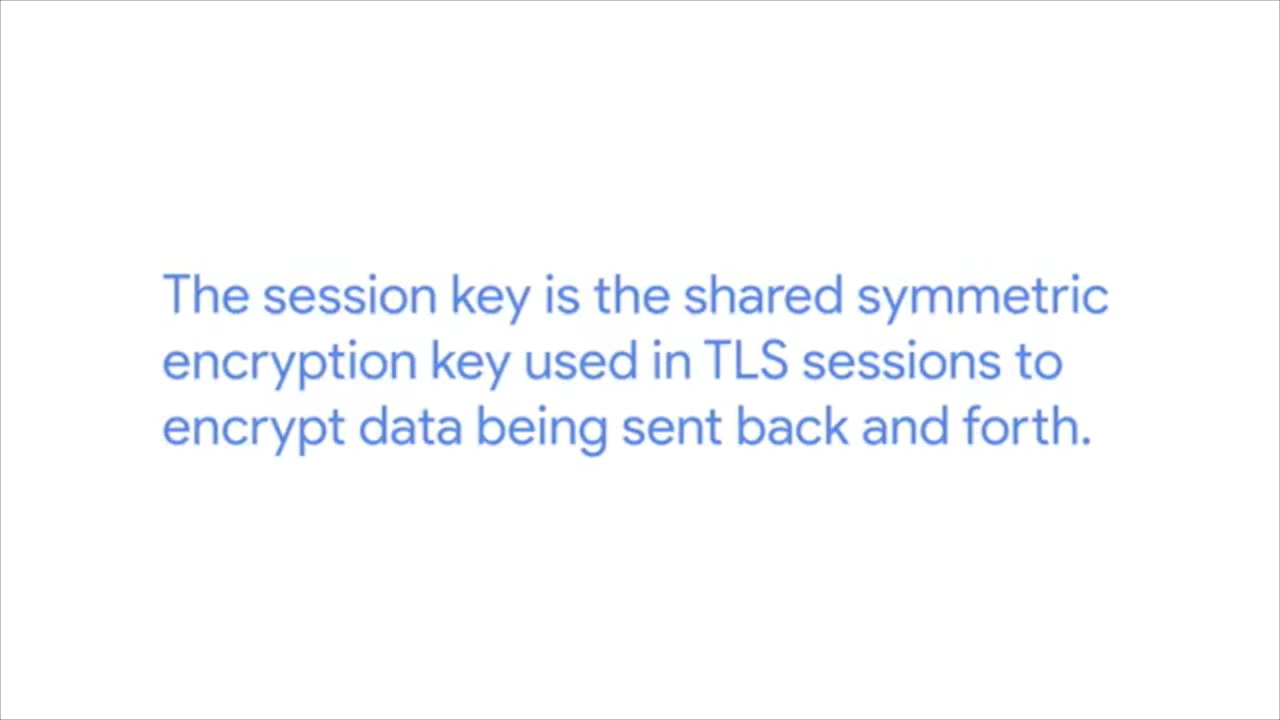 The session key is the shared symmetric
encryption key used in TLS sessions to
encrypt data being sent back and forth.